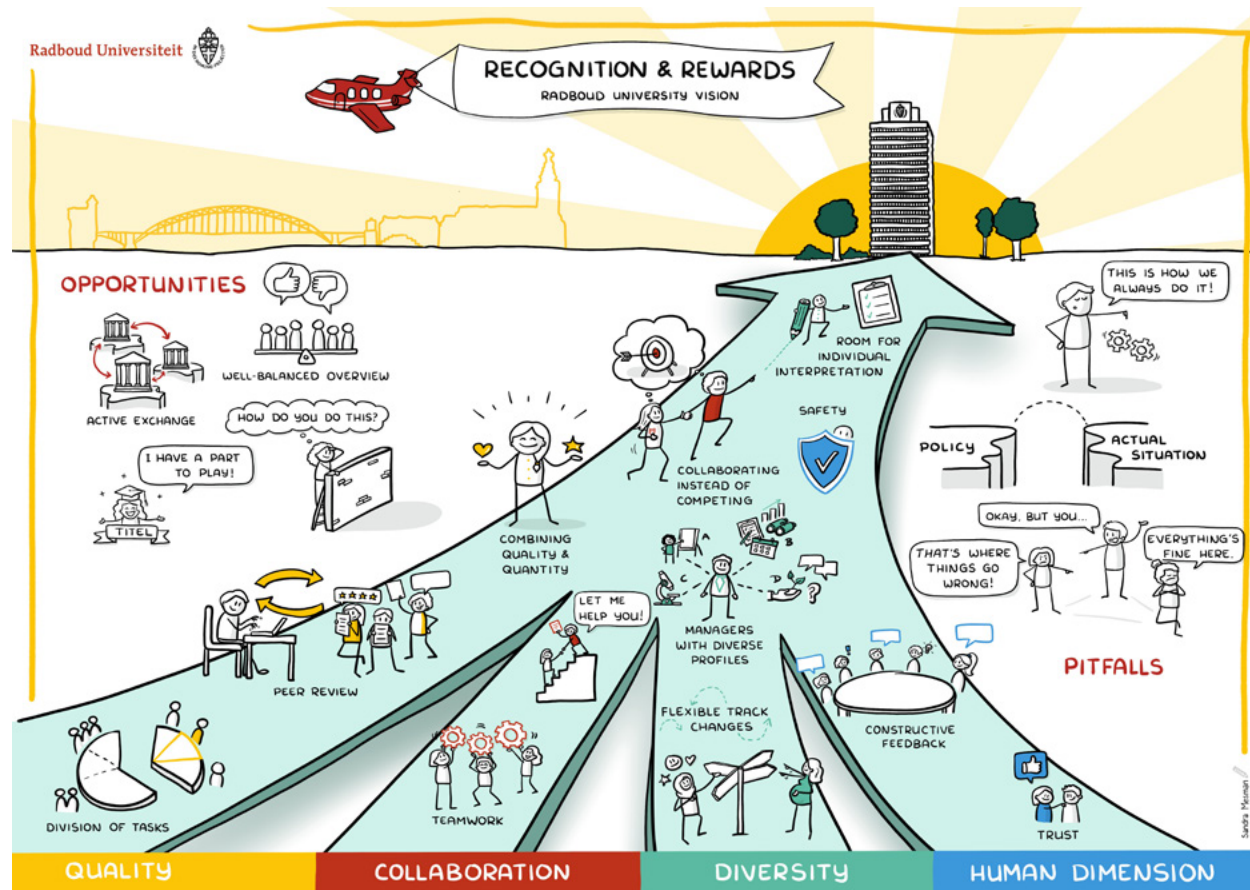 Radboud Universiteit
RECOGNITION & REWARDS
RADBOUD UNIVERSITY VISION
OPPORTUNITIES
ACTIVE EXCHANGE
WELL-BALANCED OVERVIEW
HOW DO YOU DO THIS?
I HAVE A PART
TO PLAY!
TITEL
COMBINING
QUALITY &
QUANTITY
ROOM FOR
INDIVIDUAL
INTERPRETATION
SAFETY
COLLABORATING
INSTEAD OF
COMPETING
A
B
C
D
?
MANAGERS
WITH DIVERSE
PROFILES
LET ME
HELP YOU!
PEER REVIEW
DIVISION OF TASKS
TEAMWORK
FLEXIBLE TRACK
CHANGES
CONSTRUCTIVE
FEEDBACK
TRUST
THIS IS HOW WE
ALWAYS DO IT!
POLICY
ACTUAL
SITUATION
OKAY, BUT YOU...
THAT'S WHERE
THINGS GO
WRONG!
EVERYTHING'S
FINE HERE.
PITFALLS
Sandra Mesman
QUALITY
COLLABORATION
DIVERSITY
HUMAN DIMENSION